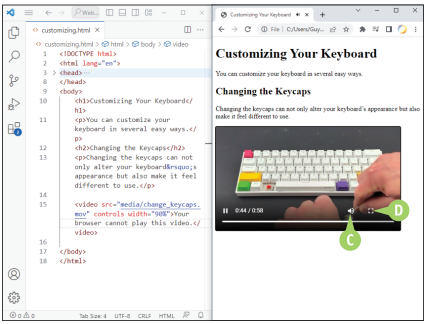 Web...
customizing.html
customizing.html > html > body > video
1 <!DOCTYPE html>
2 <html lang="en">
3 > <head>...
8 </head>
9 <body>
10 <h1>Customizing Your Keyboard</
h1>
11 <p>You can customize your
keyboard in several easy ways.</
p>
12 <h2>Changing the Keycaps</h2>
13 <p>Changing the keycaps can not
only alter your keyboard&rsquo;s
appearance but also make it feel
different to use.</p>
14
15 <video src="media/change_keycaps.
mov" controls width="90%">Your
browser cannot play this video.</
video>
16
17 </body>
18 </html>
0 0 Tab Size: 4 UTF-8 CRLF HTML
Customizing Your Keyboard
File | C:/Users/Guy...
Customizing Your Keyboard
You can customize your keyboard in several easy ways.
Changing the Keycaps
Changing the keycaps can not only alter your keyboard's appearance but also
make it feel different to use.
0:44 / 0:58
C
D